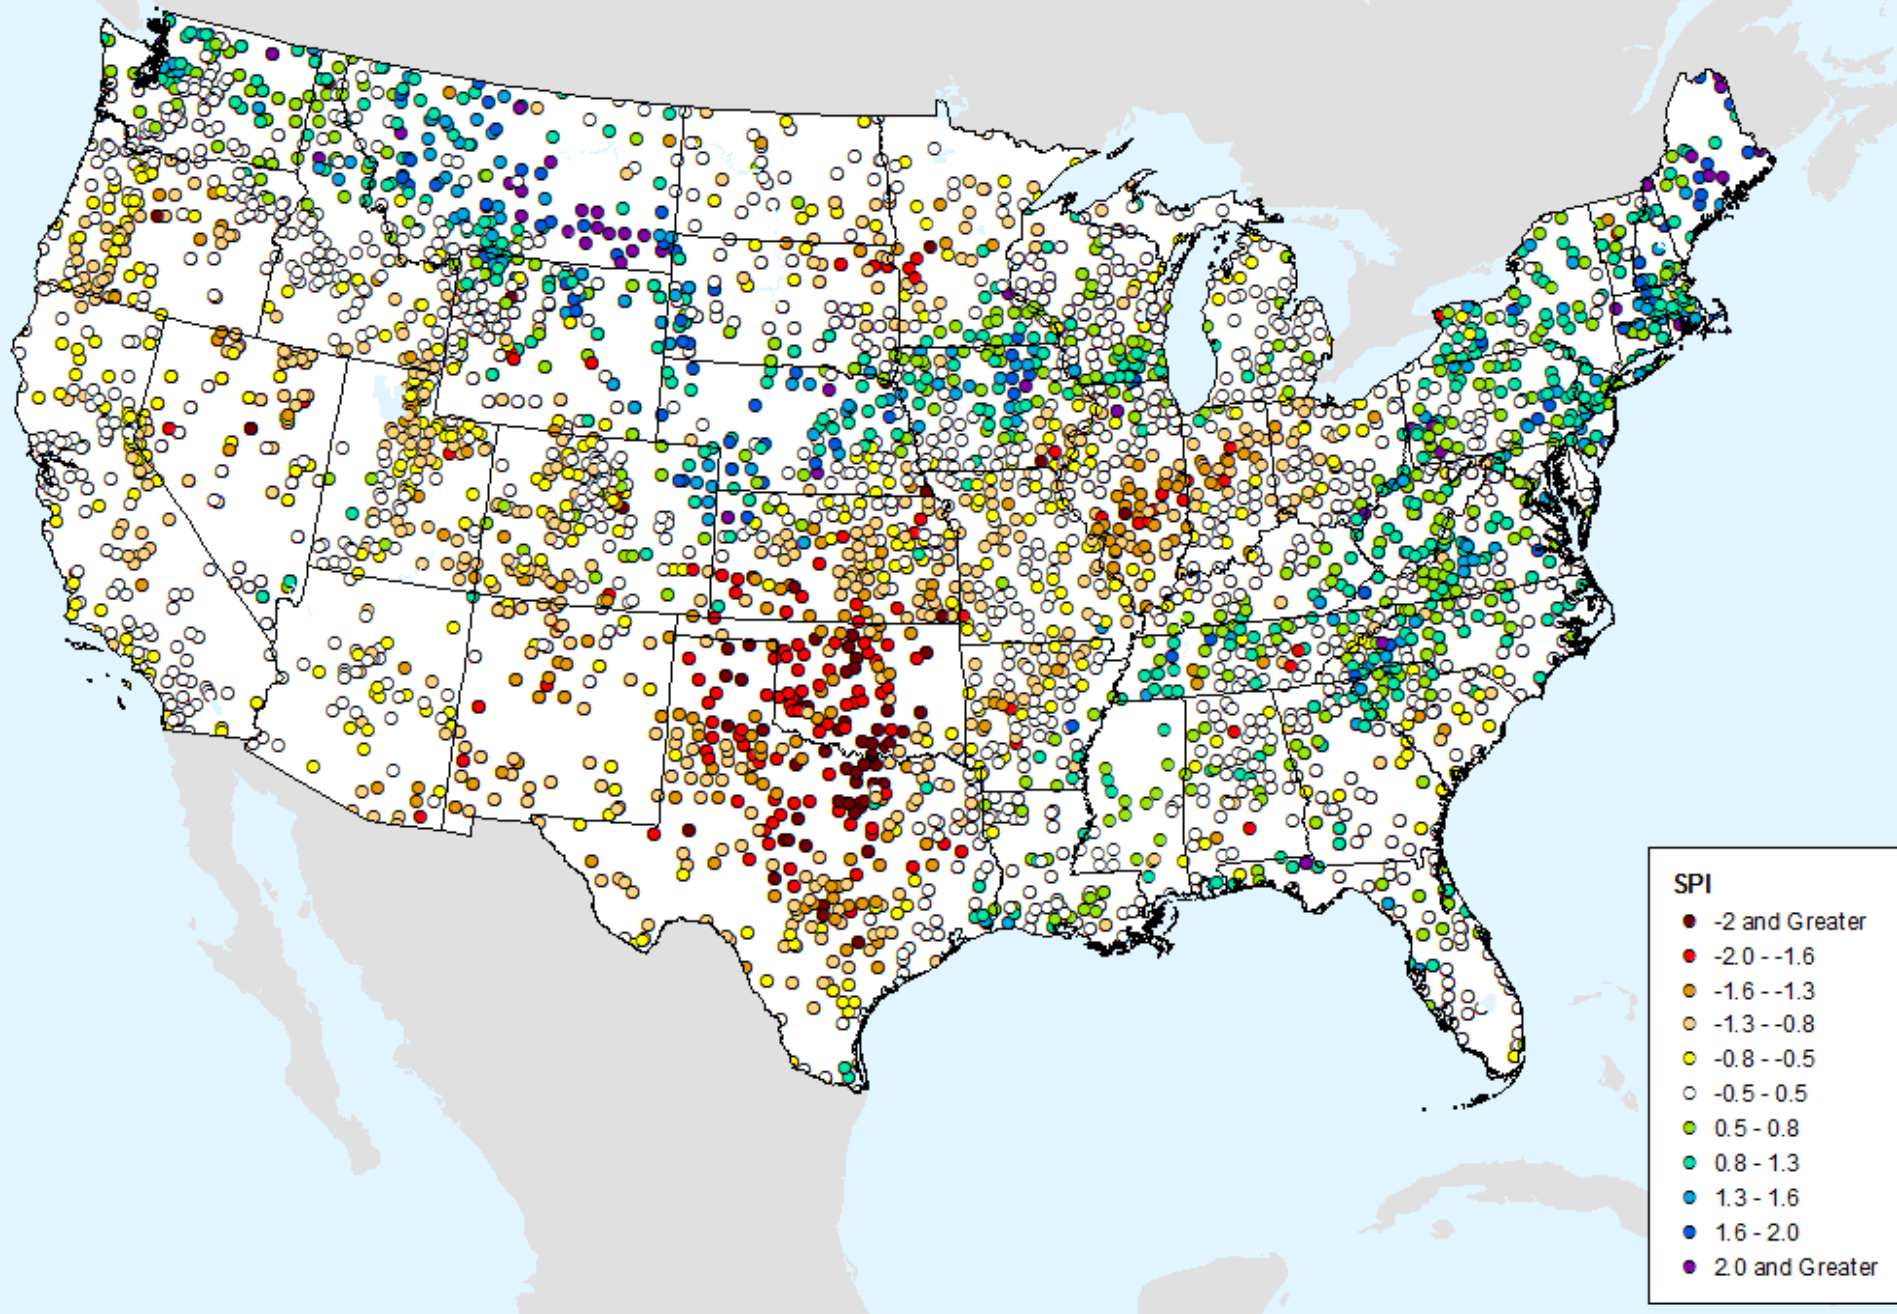 SPI
-2 and Greater
-2.0 - -1.6
-1.6 - -1.3
-1.3 - -0.8
-0.8 - -0.5
-0.5 - 0.5
0.5 - 0.8
0.8 - 1.3
1.3 - 1.6
1.6 - 2.0
2.0 and Greater